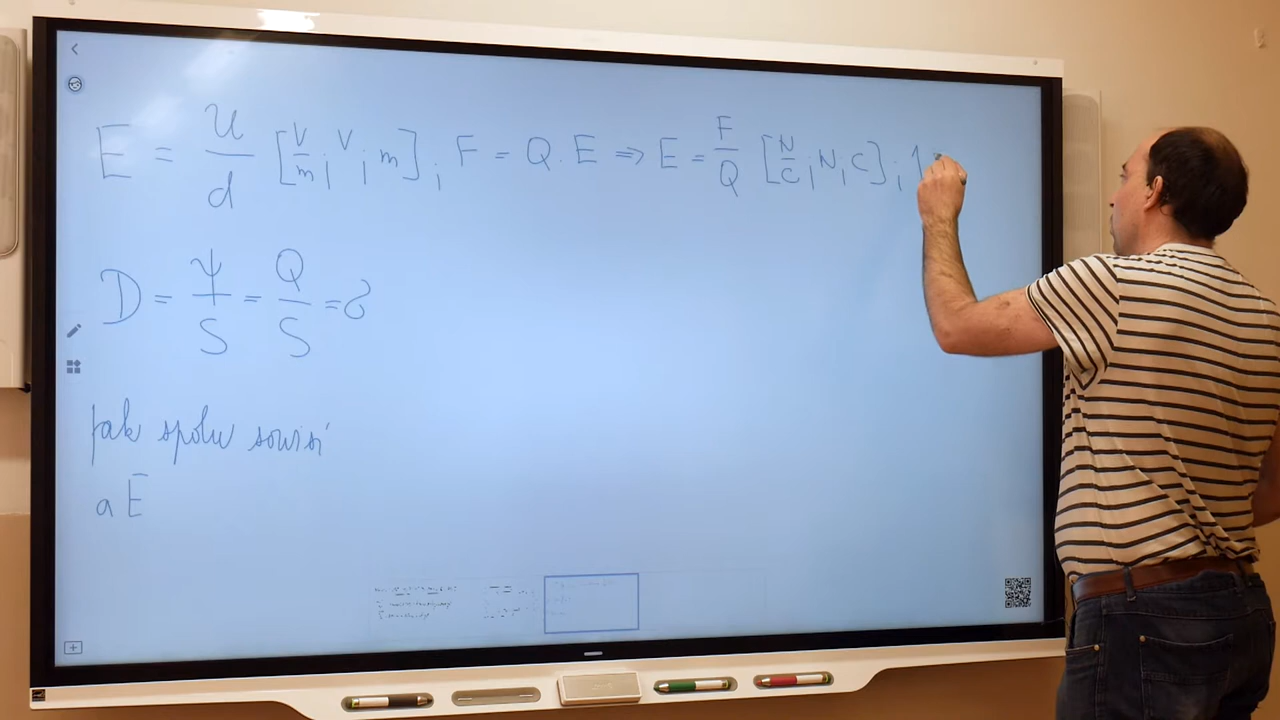 E = U/d [V/m; V; m]; F = Q . E => E = F/Q [N/C; N; C]; 1
D = Ψ/S = Q/S = δ
Jak spolu souvisí
a E